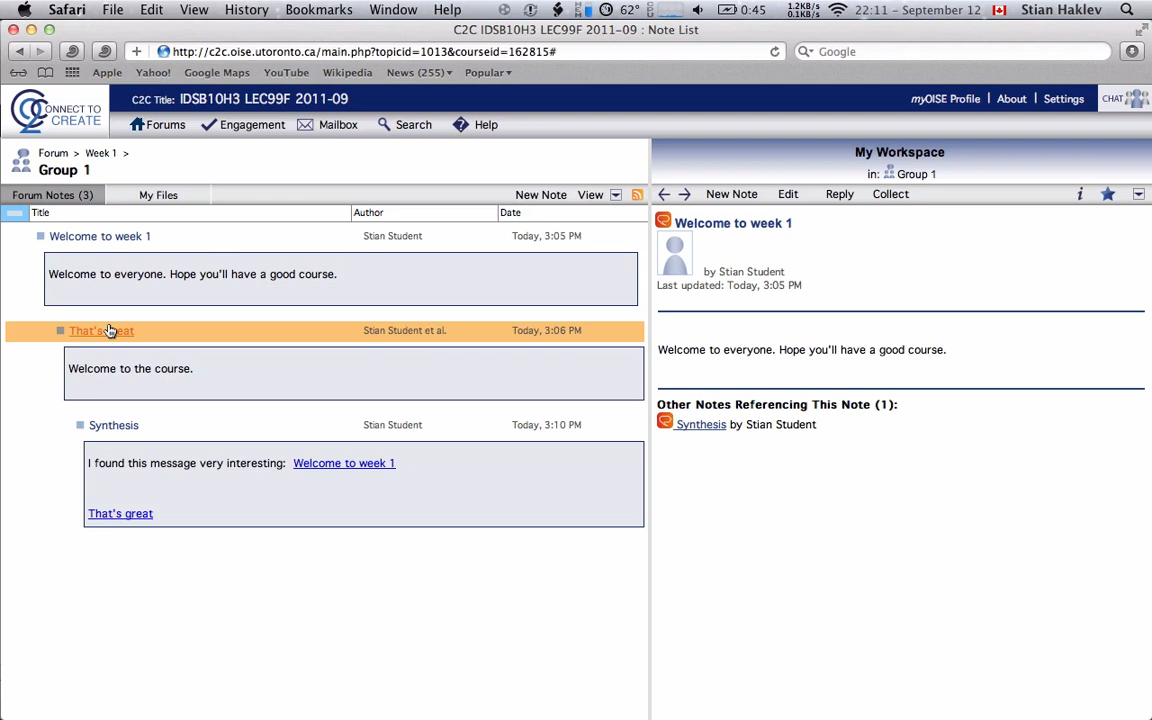 Safari File Edit View History Bookmarks Window Help 62° 0:45 1.2KB/s 0.1KB/s 22:11 - September 12 Stian Haklev
C2C IDSB10H3 LEC99F 2011-09 : Note List
http://c2c.oise.utoronto.ca/main.php?topicid=1013&courseid=162815# Google
Apple Yahoo! Google Maps YouTube Wikipedia News (255) Popular
CONNECT TO CREATE
C2C Title: IDSB10H3 LEC99F 2011-09 myOISE Profile | About | Settings CHAT
Forums Engagement Mailbox Search Help
Forum > Week 1 >
Group 1
Forum Notes (3) My Files New Note View
Title Author Date
Welcome to week 1 Stian Student Today, 3:05 PM
Welcome to everyone. Hope you'll have a good course.
That's great Stian Student et al. Today, 3:06 PM
Welcome to the course.
Synthesis Stian Student Today, 3:10 PM
I found this message very interesting: Welcome to week 1
That's great
My Workspace
in: Group 1
New Note Edit Reply Collect i
Welcome to week 1
by Stian Student
Last updated: Today, 3:05 PM
Welcome to everyone. Hope you'll have a good course.
Other Notes Referencing This Note (1):
Synthesis by Stian Student